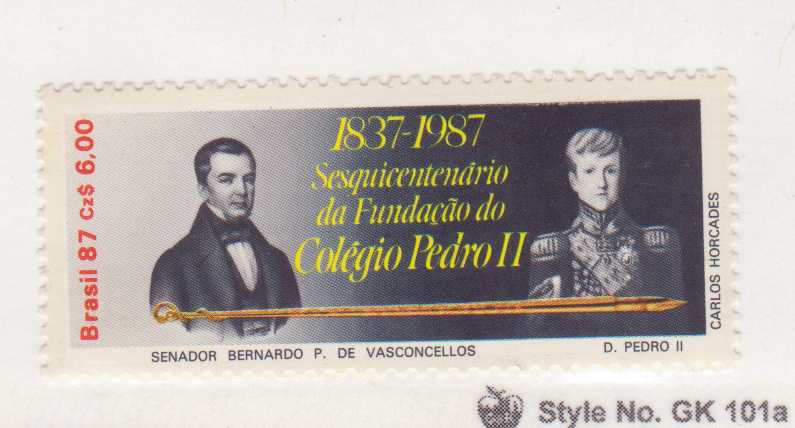 Brasil 87 Cz$ 6,00
1837-1987
Sesquicentenário
da Fundação do
Colégio Pedro II
SENADOR BERNARDO P. DE VASCONCELLOS
D. PEDRO II
CARLOS HORCADES
Style No. GK 101a